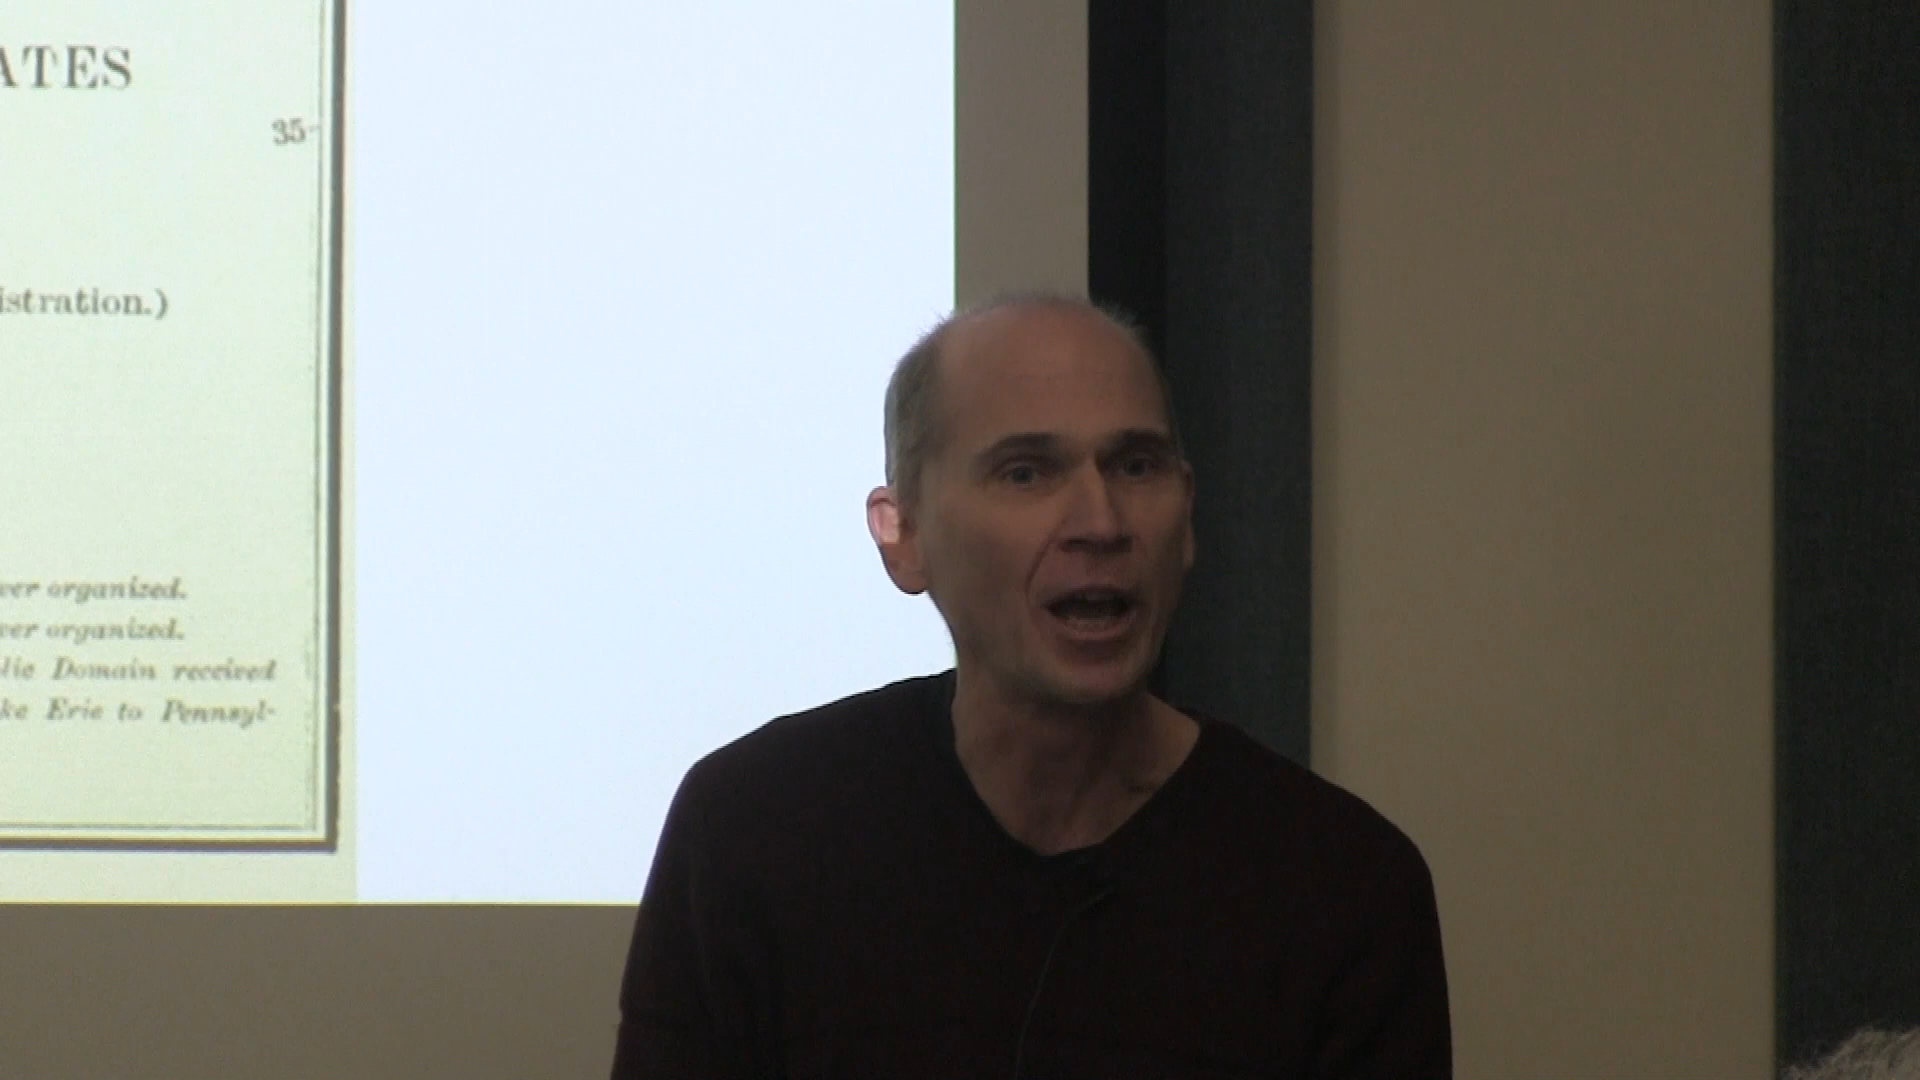 ATES
35
istration.)
ver organized.
ver organized.
lic Domain received
ke Erie to Pennsyl-